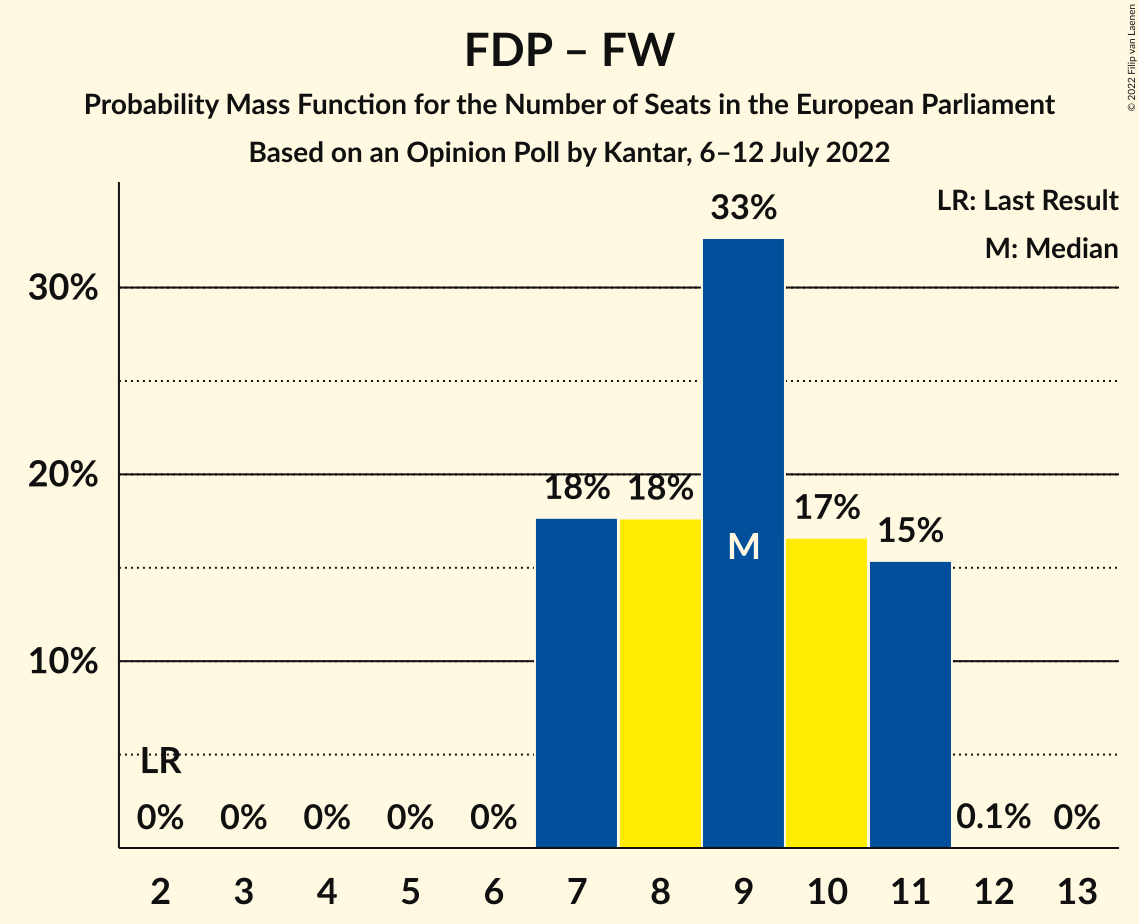 FDP – FW
Probability Mass Function for the Number of Seats in the European Parliament
Based on an Opinion Poll by Kantar, 6–12 July 2022
© 2022 Filip van Laenen
LR: Last Result
M: Median
33%
30%
20%
18% 18%
17%
15%
M
10%
LR
0% 0% 0% 0% 0% 0.1% 0%
2 3 4 5 6 7 8 9 10 11 12 13